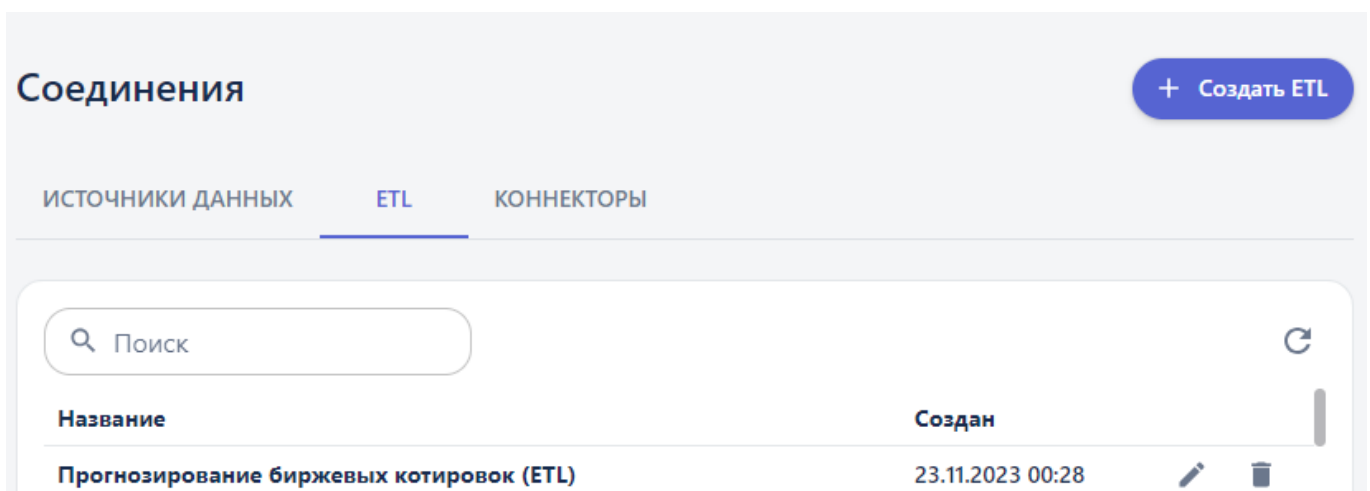 Соединения
+ Создать ETL
ИСТОЧНИКИ ДАННЫХ ETL КОННЕКТОРЫ
Поиск
Название Создан
Прогнозирование биржевых котировок (ETL) 23.11.2023 00:28